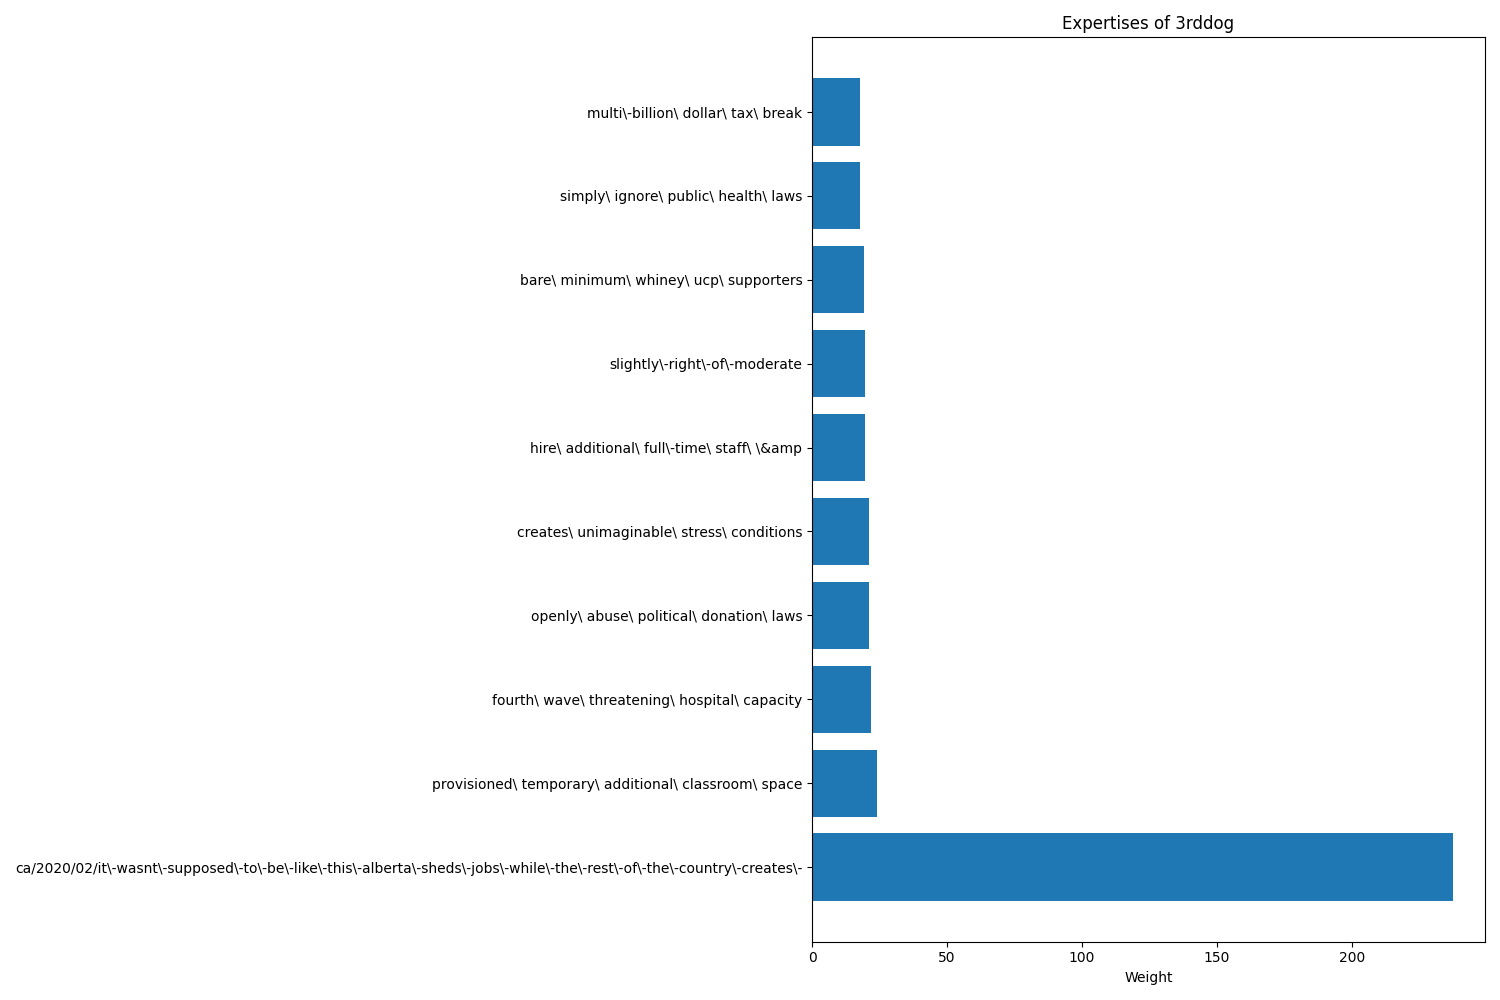 Expertises of 3rddog
multi\-billion\ dollar\ tax\ break
simply\ ignore\ public\ health\ laws
bare\ minimum\ whiney\ ucp\ supporters
slightly\-right\-of\-moderate
hire\ additional\ full\-time\ staff\ \&amp
creates\ unimaginable\ stress\ conditions
openly\ abuse\ political\ donation\ laws
fourth\ wave\ threatening\ hospital\ capacity
provisioned\ temporary\ additional\ classroom\ space
ca/2020/02/it\-wasnt\-supposed\-to\-be\-like\-this\-alberta\-sheds\-jobs\-while\-the\-rest\-of\-the\-country\-creates\-
0 50 100 150 200
Weight